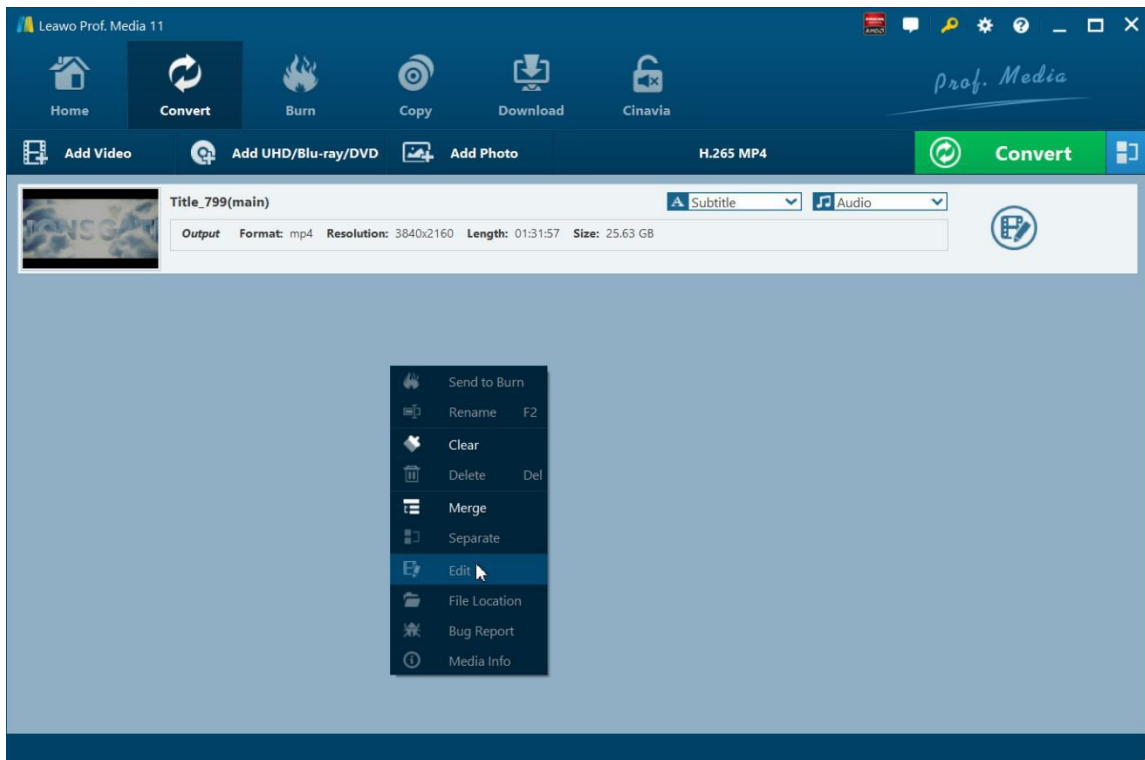 Leawo Prof. Media 11
Home Convert Burn Copy Download Cinavia
Prof. Media
Add Video Add UHD/Blu-ray/DVD Add Photo H.265 MP4 Convert
Title_799(main) A Subtitle Audio
Output Format: mp4 Resolution: 3840x2160 Length: 01:31:57 Size: 25.63 GB
Send to Burn
Rename F2
Clear
Delete Del
Merge
Separate
Edit
File Location
Bug Report
Media Info